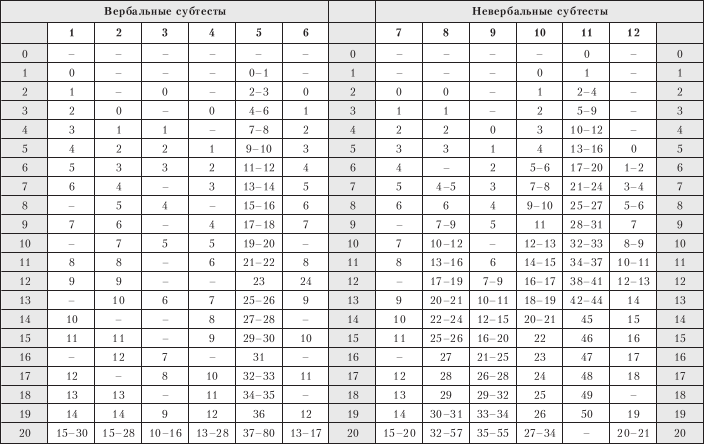 Вербальные субтесты Невербальные субтесты
1 2 3 4 5 6 7 8 9 10 11 12
0 – – – – – – 0 – – – – 0 – 0
1 0 – – – 0–1 – 1 – – – 0 1 – 1
2 1 – 0 – 2–3 0 2 0 0 – 1 2–4 – 2
3 2 0 – 0 4–6 1 3 1 1 – 2 5–9 – 3
4 3 1 1 – 7–8 2 4 2 2 0 3 10–12 – 4
5 4 2 2 1 9–10 3 5 3 3 1 4 13–16 0 5
6 5 3 3 2 11–12 4 6 4 – 2 5–6 17–20 1–2 6
7 6 4 – 3 13–14 5 7 5 4–5 3 7–8 21–24 3–4 7
8 – 5 4 – 15–16 6 8 6 6 4 9–10 25–27 5–6 8
9 7 6 – 4 17–18 7 9 – 7–9 5 11 28–31 7 9
10 – 7 5 5 19–20 – 10 7 10–12 – 12–13 32–33 8–9 10
11 8 8 – 6 21–22 8 11 8 13–16 6 14–15 34–37 10–11 11
12 9 9 – – 23 24 12 – 17–19 7–9 16–17 38–41 12–13 12
13 – 10 6 7 25–26 9 13 9 20–21 10–11 18–19 42–44 14 13
14 10 – – 8 27–28 – 14 10 22–24 12–15 20–21 45 15 14
15 11 11 – 9 29–30 10 15 11 25–26 16–20 22 46 16 15
16 – 12 7 – 31 – 16 – 27 21–25 23 47 17 16
17 12 – 8 10 32–33 11 17 12 28 26–28 24 48 18 17
18 13 13 – 11 34–35 – 18 13 29 29–32 25 49 – 18
19 14 14 9 12 36 12 19 14 30–31 33–34 26 50 19 19
20 15–30 15–28 10–16 13–28 37–80 13–17 20 15–20 32–57 35–55 27–34 – 20–21 20